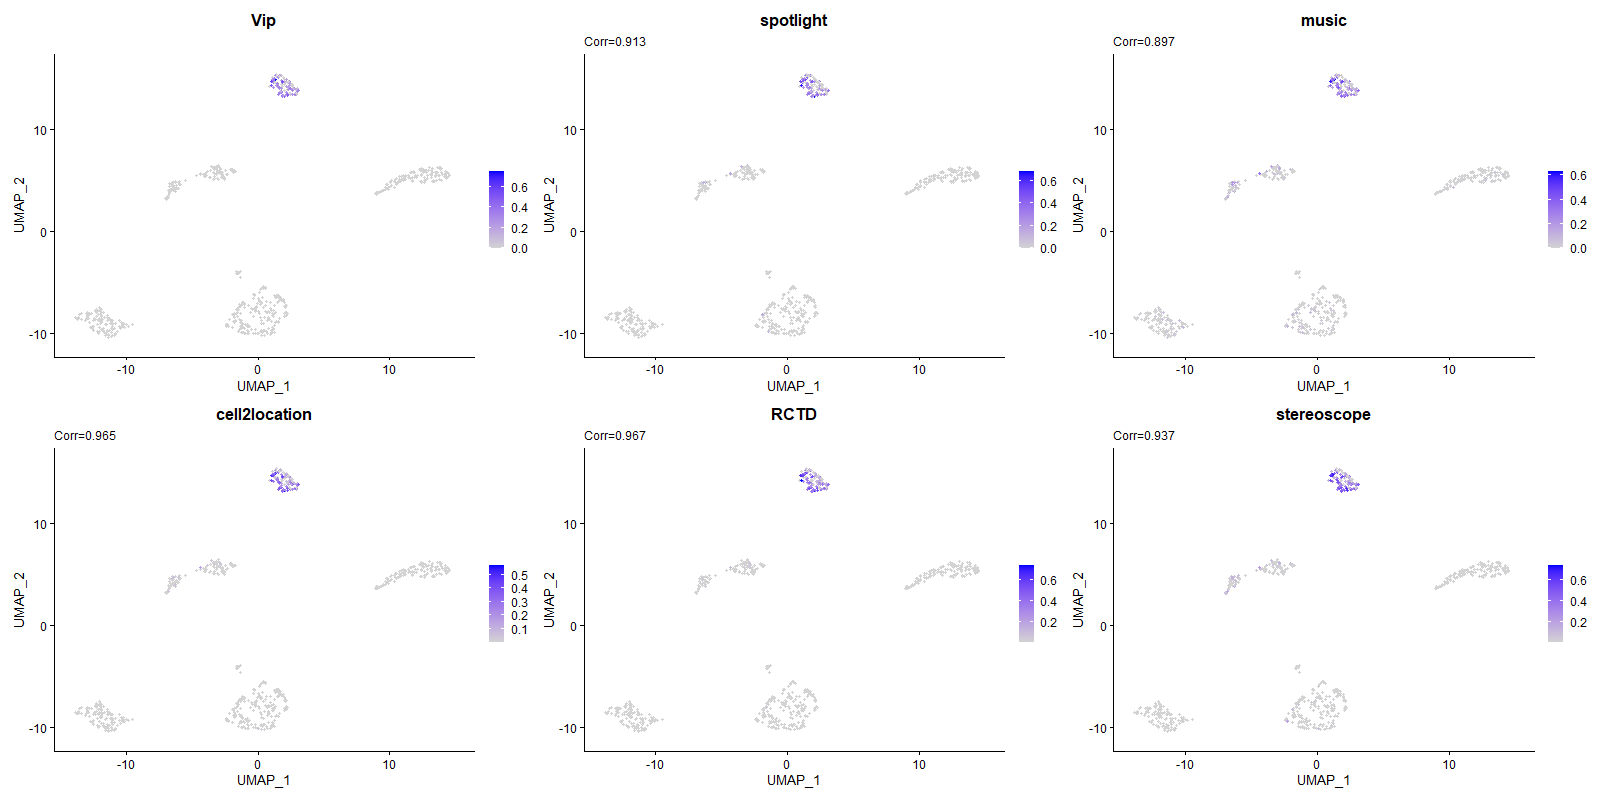 Vip
UMAP_2
10
0
-10
-10
0
10
UMAP_1
0.6
0.4
0.2
0.0
spotlight
Corr=0.913
UMAP_2
10
0
-10
-10
0
10
UMAP_1
0.6
0.4
0.2
0.0
music
Corr=0.897
UMAP_2
10
0
-10
-10
0
10
UMAP_1
0.6
0.4
0.2
0.0
cell2location
Corr=0.965
UMAP_2
10
0
-10
-10
0
10
UMAP_1
0.5
0.4
0.3
0.2
0.1
RCTD
Corr=0.967
UMAP_2
10
0
-10
-10
0
10
UMAP_1
0.6
0.4
0.2
stereoscope
Corr=0.937
UMAP_2
10
0
-10
-10
0
10
UMAP_1
0.6
0.4
0.2